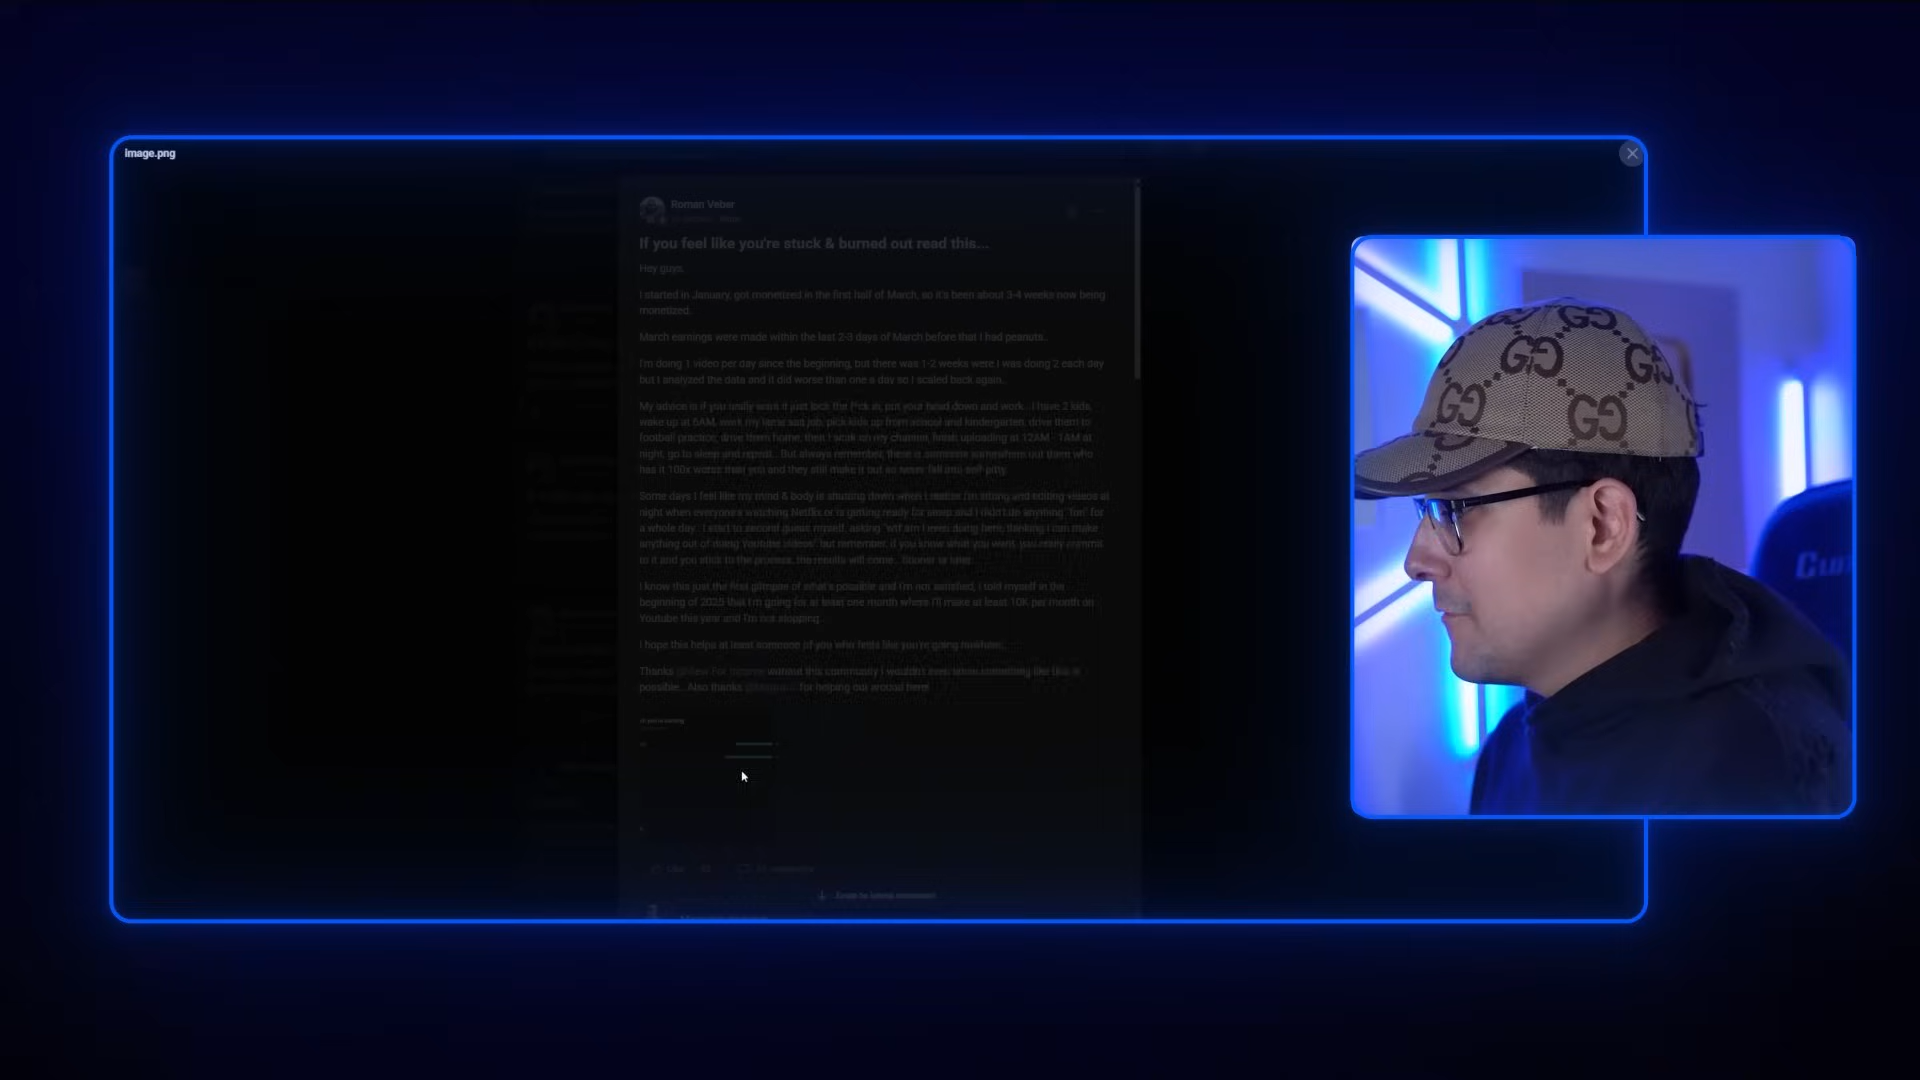 image.png
Roman Veber
If you feel like you're stuck & burned out read this...
Hey guys,
I started in January, got monetized in the first half of March, so it's been about 3-4 weeks now being
monetized.
March earnings were made within the last 2-3 days of March before that I had peanuts..
I'm doing 1 video per day since the beginning, but there was 1-2 weeks were I was doing 2 each day
but I analyzed the data and it did worse than one a day so I scaled back again..
My advice is if you really want it just lock the f*ck in, put your head down and work.. I have 2 kids,
wake up at 6AM, work my lame sad job, pick kids up from school and kindergarten, drive them to
football practice, drive them home, then I work on my channel, finish uploading at 12AM - 1AM at
night, go to sleep and repeat.. But always remember, there is someone somewhere out there who
has it 100x worse than you and they still make it but so never fall into self pitty.
Some days I feel like my mind & body is shutting down when I realize I'm sitting and editing videos at
night when everyone's watching Netflix or is getting ready for sleep and I didn't do anything "fun" for
a whole day.. I start to second guess myself, asking "wtf am I even doing here, thinking I can make
anything out of doing Youtube videos", but remember, if you know what you want, you really commit
to it and you stick to the process, the results will come.. Sooner or later..
I know this just the first glimpse of what's possible and I'm not satisfied, I told myself in the
beginning of 2025 that I'm going for at least one month where I'll make at least 10K per month on
Youtube this year and I'm not stopping..
I hope this helps at least someone of you who feels like you're going nowhere..
Thanks without this community I wouldn't even when something like this is
possible.. Also thanks for helping out around here!
Like
comments
GG GG GG GG GG